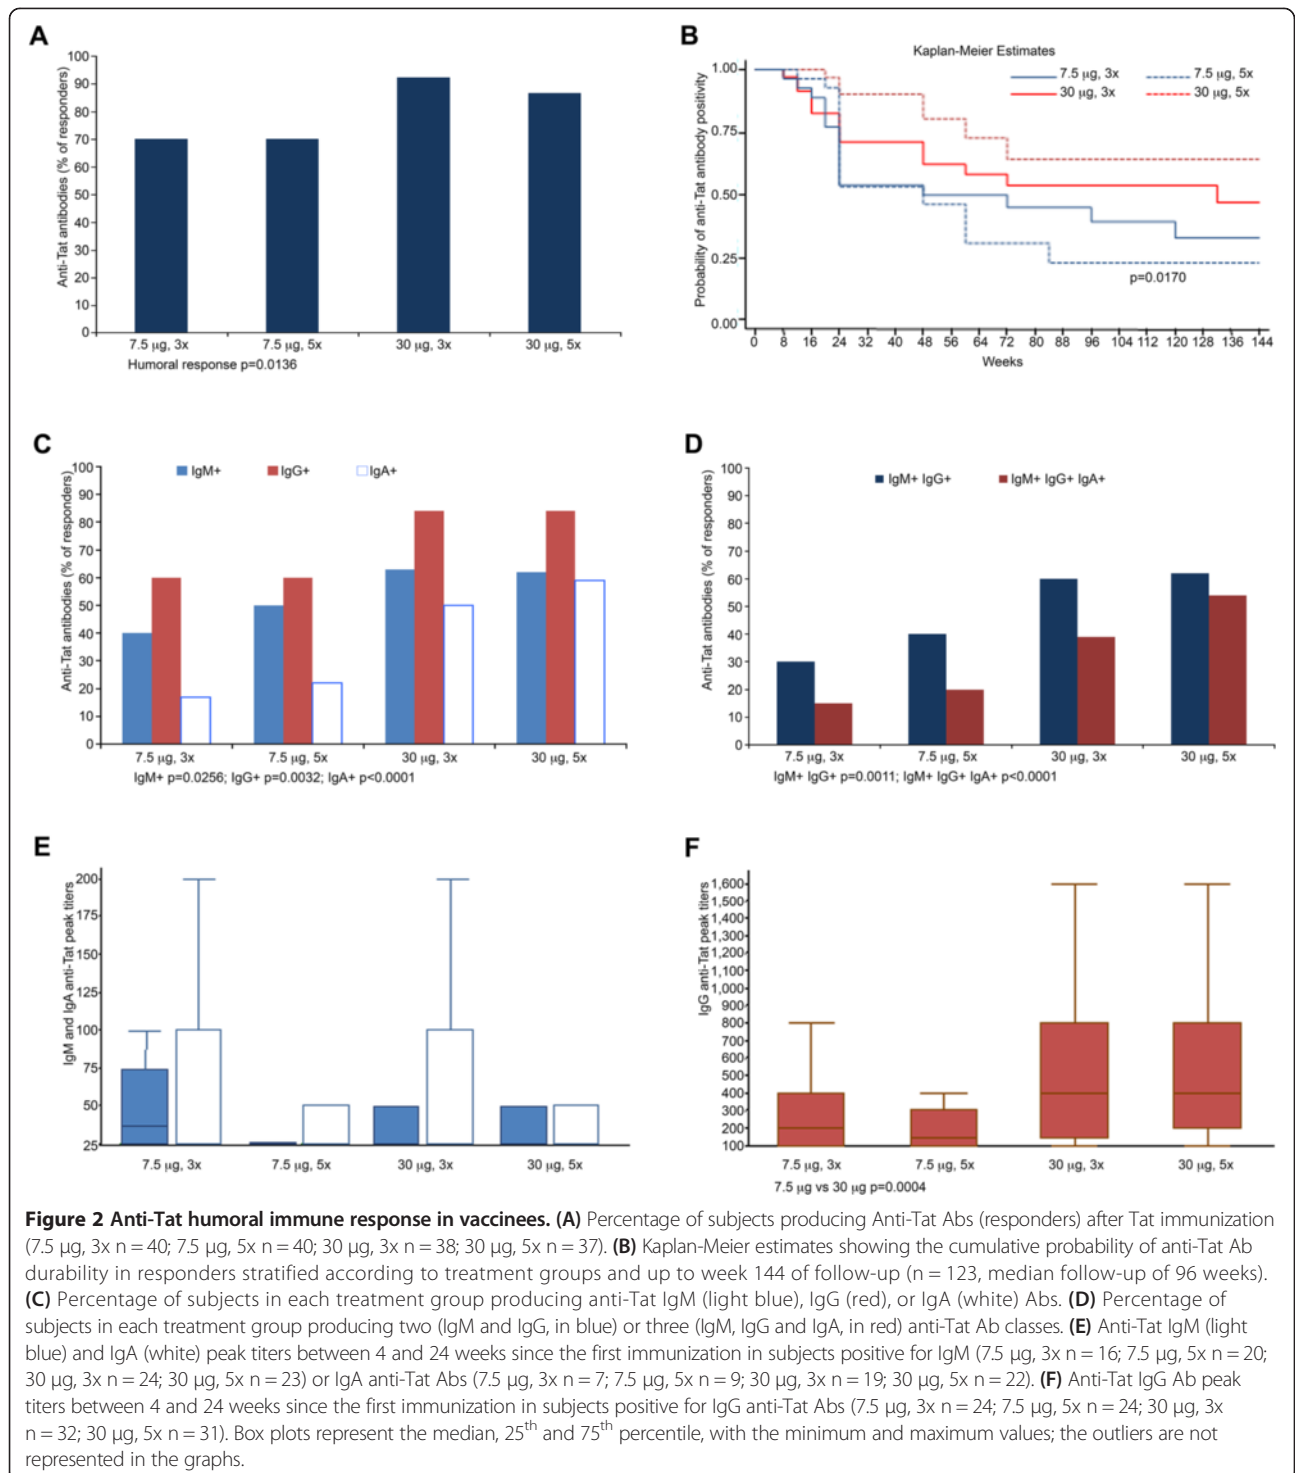 A
Anti-Tat antibodies (% of responders)
100
90
80
70
60
50
40
30
20
10
0
7.5 µg, 3x
7.5 µg, 5x
30 µg, 3x
30 µg, 5x
Humoral response p=0.0136
B
Kaplan-Meier Estimates
7.5 µg, 3x
7.5 µg, 5x
30 µg, 3x
30 µg, 5x
Probability of anti-Tat antibody positivity
1.00
0.75
0.50
0.25
0.00
p=0.0170
0 8 16 24 32 40 48 56 64 72 80 88 96 104 112 120 128 136 144
Weeks
C
IgM+
IgG+
IgA+
Anti-Tat antibodies (% of responders)
100
90
80
70
60
50
40
30
20
10
0
7.5 µg, 3x
7.5 µg, 5x
30 µg, 3x
30 µg, 5x
IgM+ p=0.0256; IgG+ p=0.0032; IgA+ p<0.0001
D
IgM+ IgG+
IgM+ IgG+ IgA+
Anti-Tat antibodies (% of responders)
100
90
80
70
60
50
40
30
20
10
0
7.5 µg, 3x
7.5 µg, 5x
30 µg, 3x
30 µg, 5x
IgM+ IgG+ p=0.0011; IgM+ IgG+ IgA+ p<0.0001
E
IgM and IgA anti-Tat peak titers
200
175
150
125
100
75
50
25
7.5 µg, 3x
7.5 µg, 5x
30 µg, 3x
30 µg, 5x
F
IgG anti-Tat peak titers
1,600
1,500
1,400
1,300
1,200
1,100
1,000
900
800
700
600
500
400
300
200
100
7.5 µg, 3x
7.5 µg, 5x
30 µg, 3x
30 µg, 5x
7.5 µg vs 30 µg p=0.0004
Figure 2 Anti-Tat humoral immune response in vaccinees. (A) Percentage of subjects producing Anti-Tat Abs (responders) after Tat immunization
(7.5 µg, 3x n = 40; 7.5 µg, 5x n = 40; 30 µg, 3x n = 38; 30 µg, 5x n = 37). (B) Kaplan-Meier estimates showing the cumulative probability of anti-Tat Ab
durability in responders stratified according to treatment groups and up to week 144 of follow-up (n = 123, median follow-up of 96 weeks).
(C) Percentage of subjects in each treatment group producing anti-Tat IgM (light blue), IgG (red), or IgA (white) Abs. (D) Percentage of
subjects in each treatment group producing two (IgM and IgG, in blue) or three (IgM, IgG and IgA, in red) anti-Tat Ab classes. (E) Anti-Tat IgM (light
blue) and IgA (white) peak titers between 4 and 24 weeks since the first immunization in subjects positive for IgM (7.5 µg, 3x n = 16; 7.5 µg, 5x n = 20;
30 µg, 3x n = 24; 30 µg, 5x n = 23) or IgA anti-Tat Abs (7.5 µg, 3x n = 7; 7.5 µg, 5x n = 9; 30 µg, 3x n = 19; 30 µg, 5x n = 22). (F) Anti-Tat IgG Ab peak
titers between 4 and 24 weeks since the first immunization in subjects positive for IgG anti-Tat Abs (7.5 µg, 3x n = 24; 7.5 µg, 5x n = 24; 30 µg, 3x
n = 32; 30 µg, 5x n = 31). Box plots represent the median, 25th and 75th percentile, with the minimum and maximum values; the outliers are not
represented in the graphs.